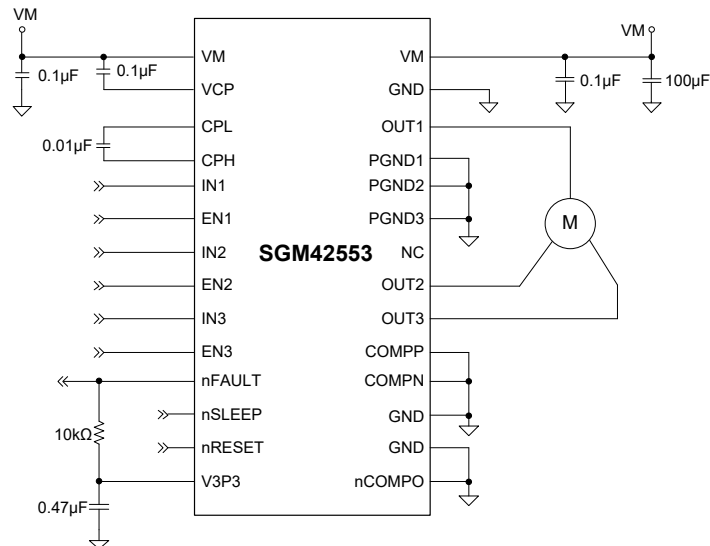 VM
VM
0.1µF
0.1µF
0.01µF
10kΩ
0.47µF
VM
VCP
CPL
CPH
IN1
EN1
IN2
EN2
IN3
EN3
nFAULT
nSLEEP
nRESET
V3P3
SGM42553
VM
GND
OUT1
PGND1
PGND2
PGND3
NC
OUT2
OUT3
COMPP
COMPN
GND
GND
nCOMPO
0.1µF
100µF
M